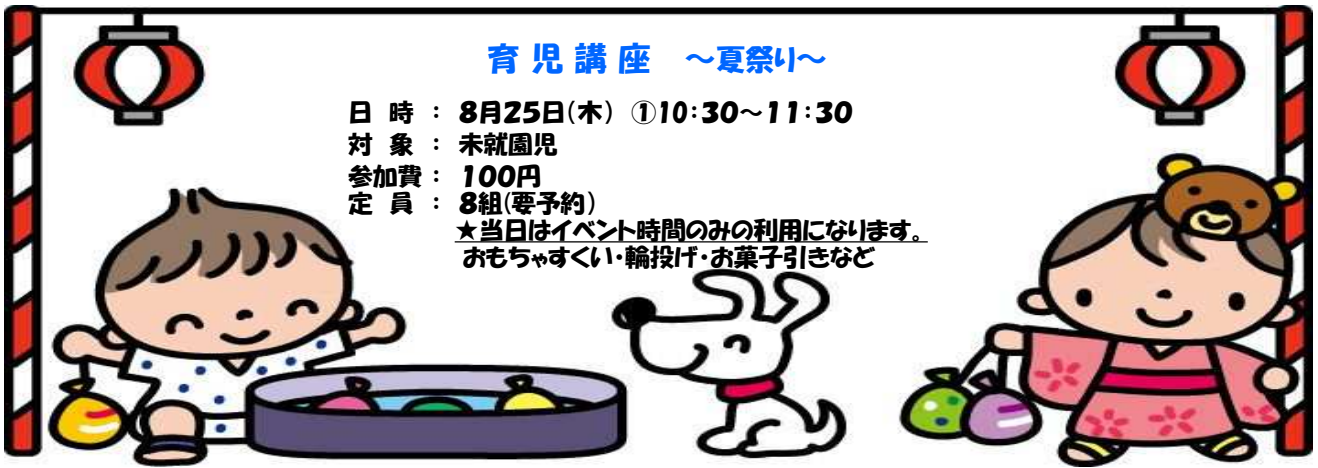 育児講座 ～夏祭り～
日時：8月25日(木) ①10:30～11:30
対象：未就園児
参加費：100円
定員：8組(要予約)
★当日はイベント時間のみの利用になります。
おもちゃすくい・輪投げ・お菓子引きなど